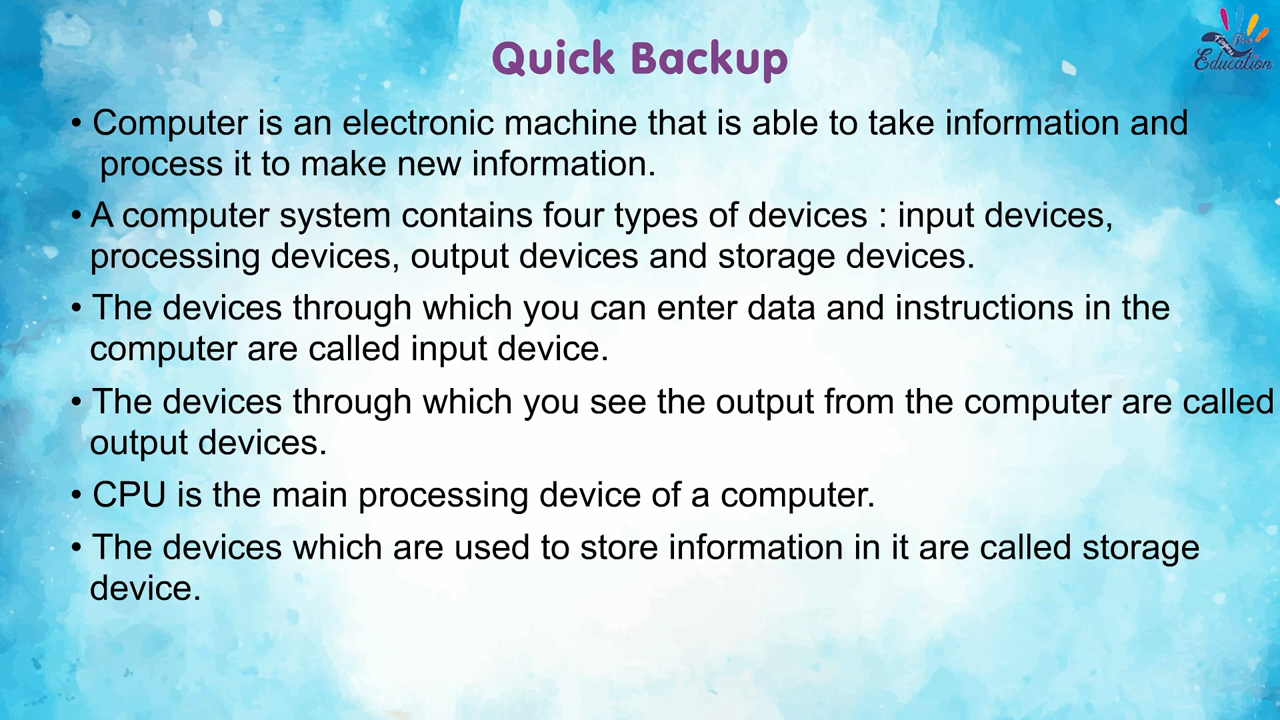 Quick Backup
Education
• Computer is an electronic machine that is able to take information and
process it to make new information.
• A computer system contains four types of devices : input devices,
processing devices, output devices and storage devices.
• The devices through which you can enter data and instructions in the
computer are called input device.
• The devices through which you see the output from the computer are called
output devices.
• CPU is the main processing device of a computer.
• The devices which are used to store information in it are called storage
device.